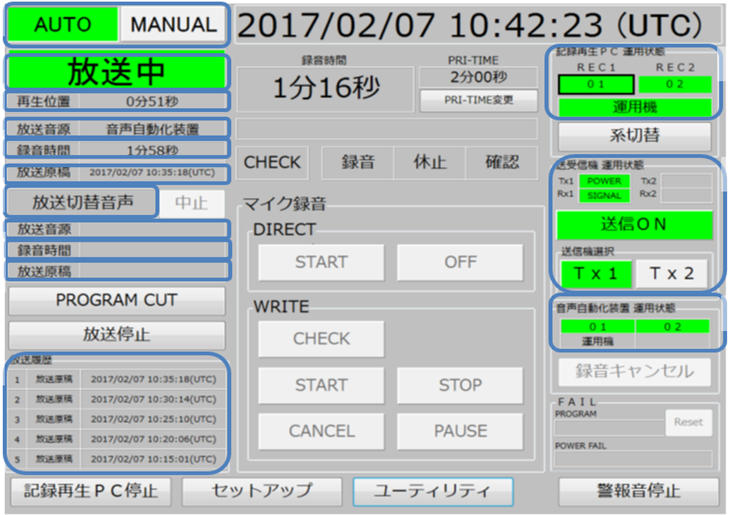 AUTO MANUAL 2017/02/07 10:42:23 (UTC)
放送中
再生位置 0分51秒
放送音源 音声自動化装置
録音時間 1分58秒
放送原稿 2017/02/07 10:35:18(UTC)
放送切替音声 中止
放送音源
録音時間
放送原稿
PROGRAM CUT
放送停止
放送履歴
1 放送原稿 2017/02/07 10:35:18(UTC)
2 放送原稿 2017/02/07 10:30:14(UTC)
3 放送原稿 2017/02/07 10:25:10(UTC)
4 放送原稿 2017/02/07 10:20:06(UTC)
5 放送原稿 2017/02/07 10:15:01(UTC)
録音時間
1分16秒
PRI-TIME
2分00秒
PRI-TIME変更
CHECK 録音 休止 確認
マイク録音
DIRECT
START OFF
WRITE
CHECK
START STOP
CANCEL PAUSE
記録再生PC 運用状態
REC1 REC2
01 02
運用機
系切替
送受信機 運用状態
Tx1 POWER Tx2
Rx1 SIGNAL Rx2
送信ON
送信機選択
Tx1 Tx2
音声自動化装置 運用状態
01 02
運用機
録音キャンセル
FAIL
PROGRAM
Reset
POWER FAIL
記録再生PC停止 セットアップ ユーティリティ 警報音停止